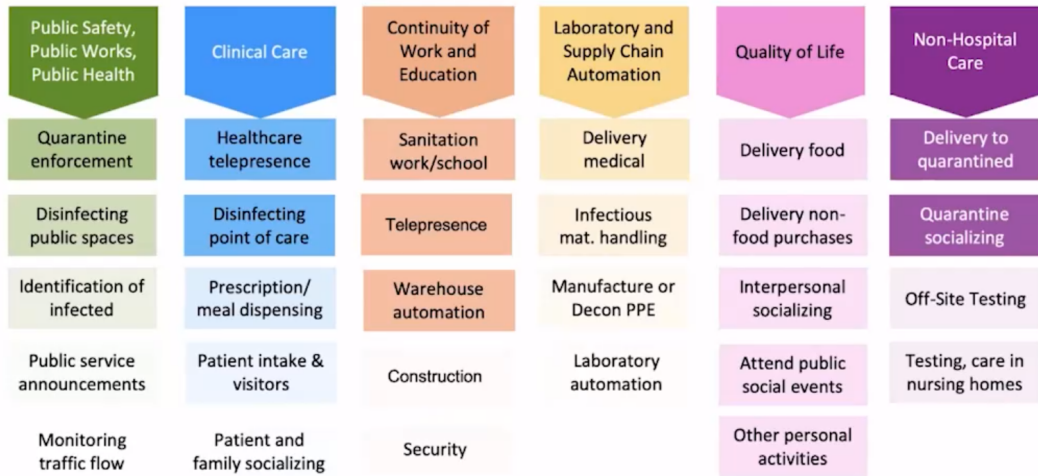 Public Safety,
Public Works,
Public Health
Quarantine
enforcement
Disinfecting
public spaces
Identification of
infected
Public service
announcements
Monitoring
traffic flow
Clinical Care
Healthcare
telepresence
Disinfecting
point of care
Prescription/
meal dispensing
Patient intake &
visitors
Patient and
family socializing
Continuity of
Work and
Education
Sanitation
work/school
Telepresence
Warehouse
automation
Construction
Security
Laboratory and
Supply Chain
Automation
Delivery
medical
Infectious
mat. handling
Manufacture or
Decon PPE
Laboratory
automation
Quality of Life
Delivery food
Delivery non-
food purchases
Interpersonal
socializing
Attend public
social events
Other personal
activities
Non-Hospital
Care
Delivery to
quarantined
Quarantine
socializing
Off-Site Testing
Testing, care in
nursing homes